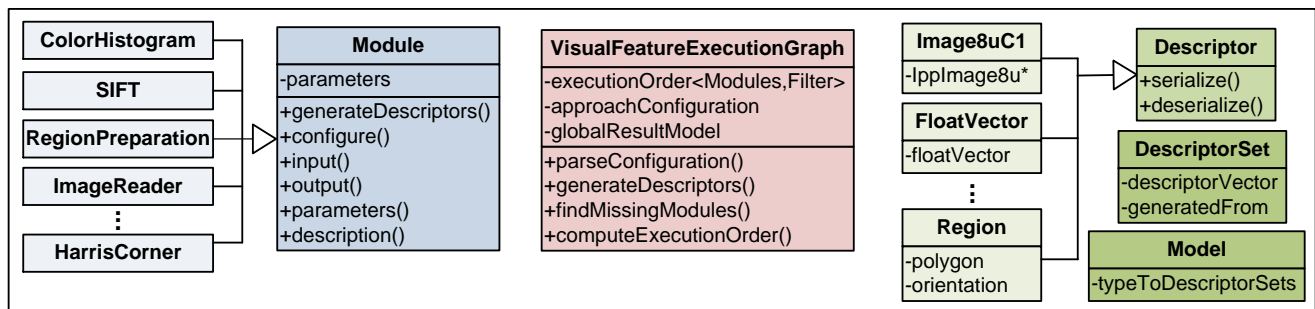 ColorHistogram
SIFT
RegionPreparation
ImageReader
HarrisCorner
Module
-parameters
+generateDescriptors()
+configure()
+input()
+output()
+parameters()
+description()
VisualFeatureExecutionGraph
-executionOrder<Modules,Filter>
-approachConfiguration
-globalResultModel
+parseConfiguration()
+generateDescriptors()
+findMissingModules()
+computeExecutionOrder()
Image8uC1
-IppImage8u*
FloatVector
-floatVector
Region
-polygon
-orientation
Descriptor
+serialize()
+deserialize()
DescriptorSet
-descriptorVector
-generatedFrom
Model
-typeToDescriptorSets